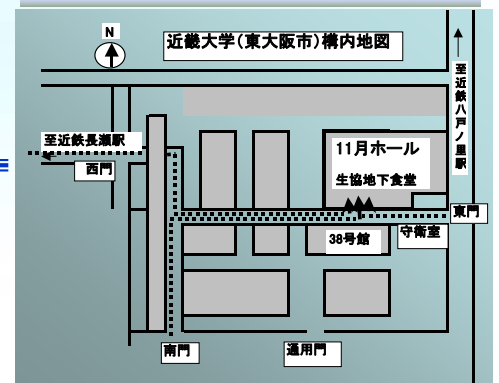 N
近畿大学(東大阪市)構内地図
至近鉄八戸ノ里駅
至近鉄長瀬駅
西門
11月ホール
生協地下食堂
東門
守衛室
38号館
南門
通用門